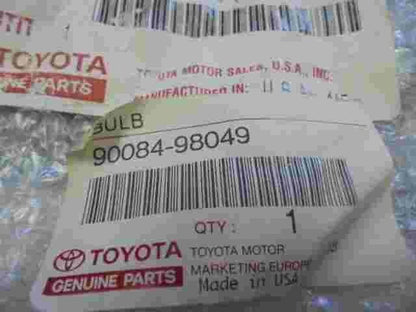 1
TOYOTA
GENUINE PARTS
TOYOTA MOTOR SALES, U.S.A., INC.
MANUFACTURED IN:
BULB
90084-98049
QTY: 1
TOYOTA
GENUINE PARTS
TOYOTA MOTOR
MARKETING EUROPE
Made in USA